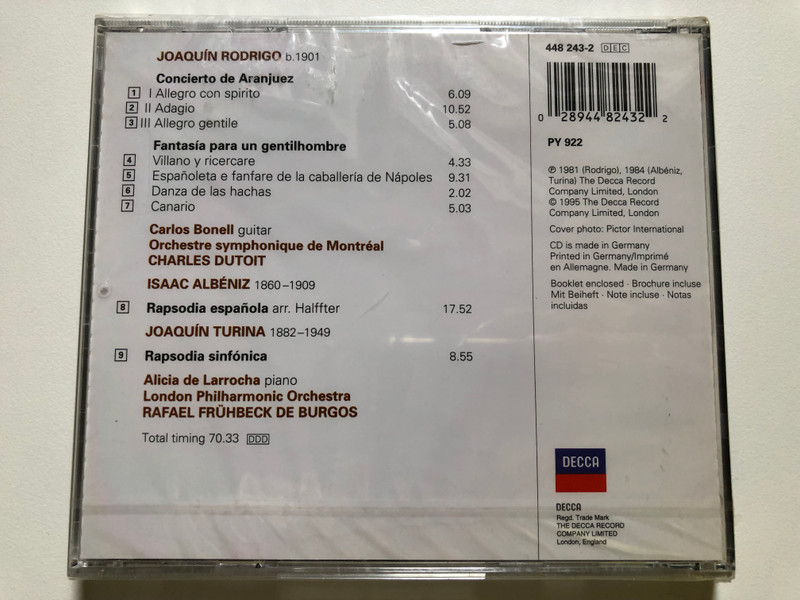 JOAQUÍN RODRIGO b.1901
Concierto de Aranjuez
1 I Allegro con spirito 6.09
2 II Adagio 10.52
3 III Allegro gentile 5.08
Fantasía para un gentilhombre
4 Villano y ricercare 4.33
5 Españoleta e fanfare de la caballería de Nápoles 9.31
6 Danza de las hachas 2.02
7 Canario 5.03
Carlos Bonell guitar
Orchestre symphonique de Montréal
CHARLES DUTOIT
ISAAC ALBÉNIZ 1860–1909
8 Rapsodia española arr. Halffter 17.52
JOAQUÍN TURINA 1882–1949
9 Rapsodia sinfónica 8.55
Alicia de Larrocha piano
London Philharmonic Orchestra
RAFAEL FRÜHBECK DE BURGOS
Total timing 70.33 DDD
448 243-2 DEC
0 28944 82432 2
PY 922
℗ 1981 (Rodrigo), 1984 (Albéniz,
Turina) The Decca Record
Company Limited, London
© 1995 The Decca Record
Company Limited, London
Cover photo: Pictor International
CD is made in Germany
Printed in Germany/Imprimé
en Allemagne. Made in Germany
Booklet enclosed · Brochure incluse
Mit Beiheft · Note incluse · Notas
incluidas
DECCA
DECCA
Regd. Trade Mark
THE DECCA RECORD
COMPANY LIMITED
London, England